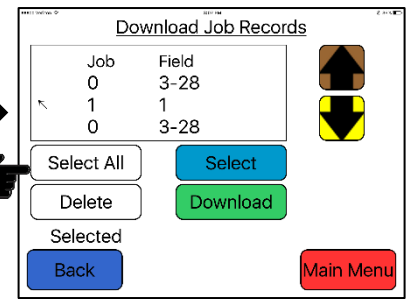 Download Job Records
Job Field
0 3-28
1 1
0 3-28
Select All Select
Delete Download
Selected
Back Main Menu